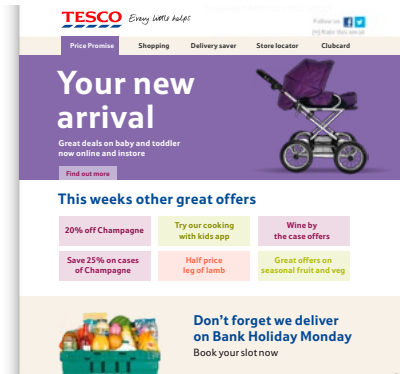 TESCO Every little helps
Follow us:
Price Promise Shopping Delivery saver Store locator Clubcard
Your new
arrival
Great deals on baby and toddler
now online and instore
Find out more
This weeks other great offers
20% off Champagne
Try our cooking
with kids app
Wine by
the case offers
Save 25% on cases
of Champagne
Half price
leg of lamb
Great offers on
seasonal fruit and veg
Don't forget we deliver
on Bank Holiday Monday
Book your slot now